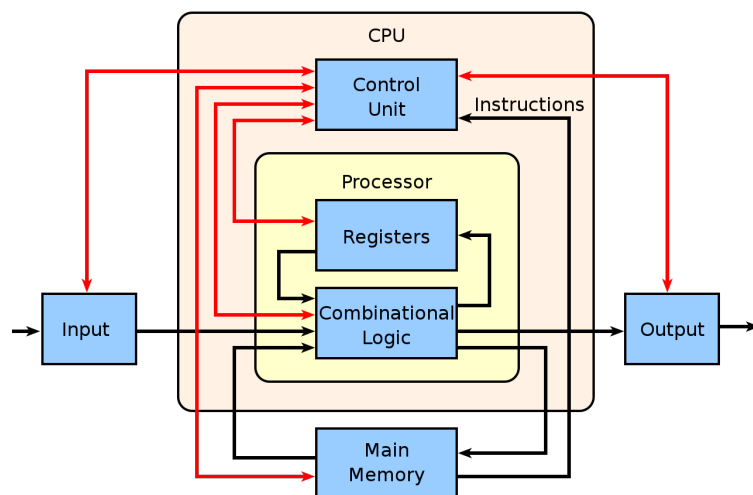 CPU
Control
Unit
Instructions
Processor
Registers
Input
Combinational
Logic
Output
Main
Memory